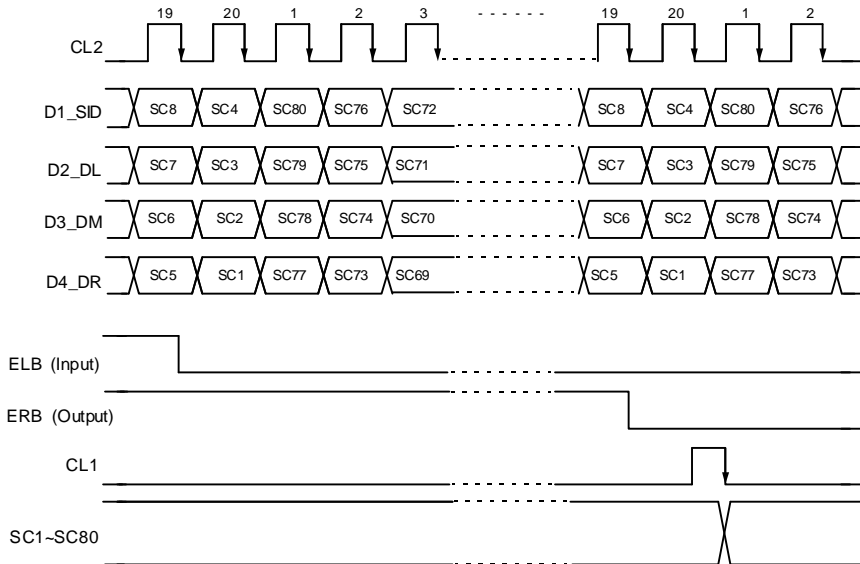 19 20 1 2 3 19 20 1 2
CL2
D1_SID SC8 SC4 SC80 SC76 SC72 SC8 SC4 SC80 SC76
D2_DL SC7 SC3 SC79 SC75 SC71 SC7 SC3 SC79 SC75
D3_DM SC6 SC2 SC78 SC74 SC70 SC6 SC2 SC78 SC74
D4_DR SC5 SC1 SC77 SC73 SC69 SC5 SC1 SC77 SC73
ELB (Input)
ERB (Output)
CL1
SC1~SC80